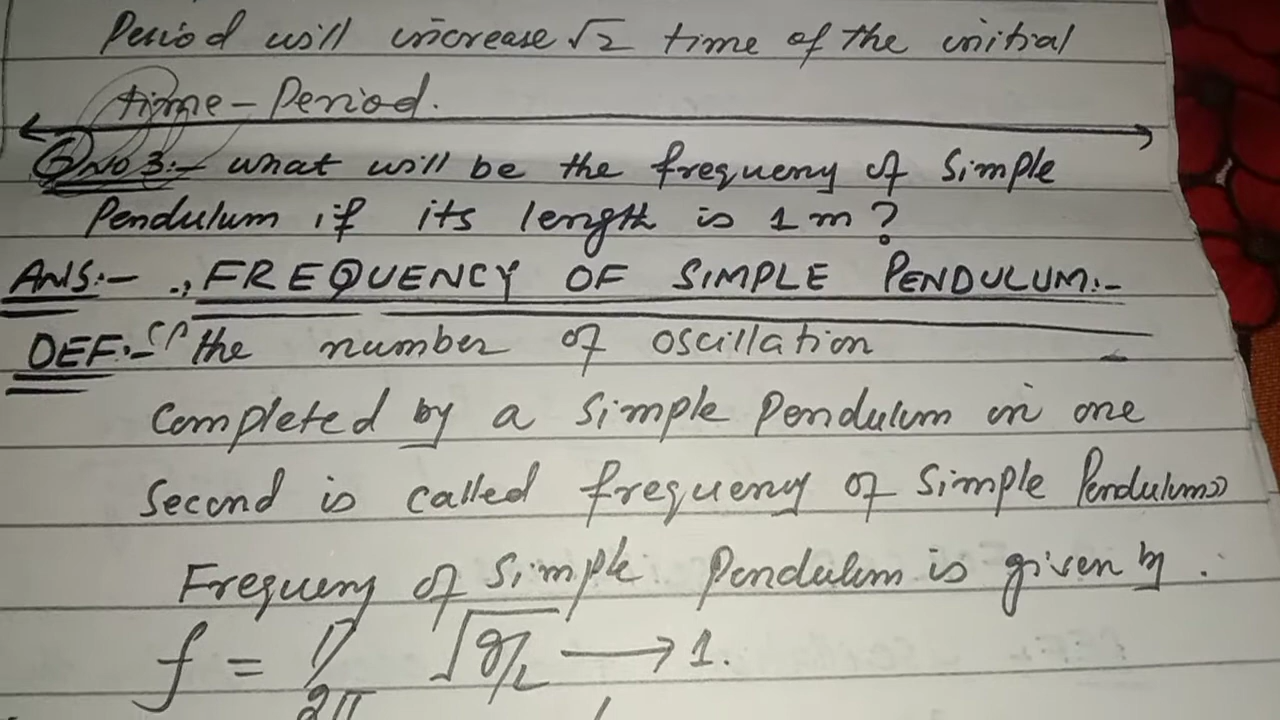 Period will increase √2 time of the initial
time - Period.
Q No 3:- what will be the frequency of Simple
Pendulum if its length is 1 m?
ANS:- ., FREQUENCY OF SIMPLE PENDULUM:-
DEF:- "the number of oscillation
Completed by a Simple Pendulum in one
Second is called frequency of Simple Pendulum"
Frequency of Simple Pendulum is given by .
f = 1/2π √g/L → 1.